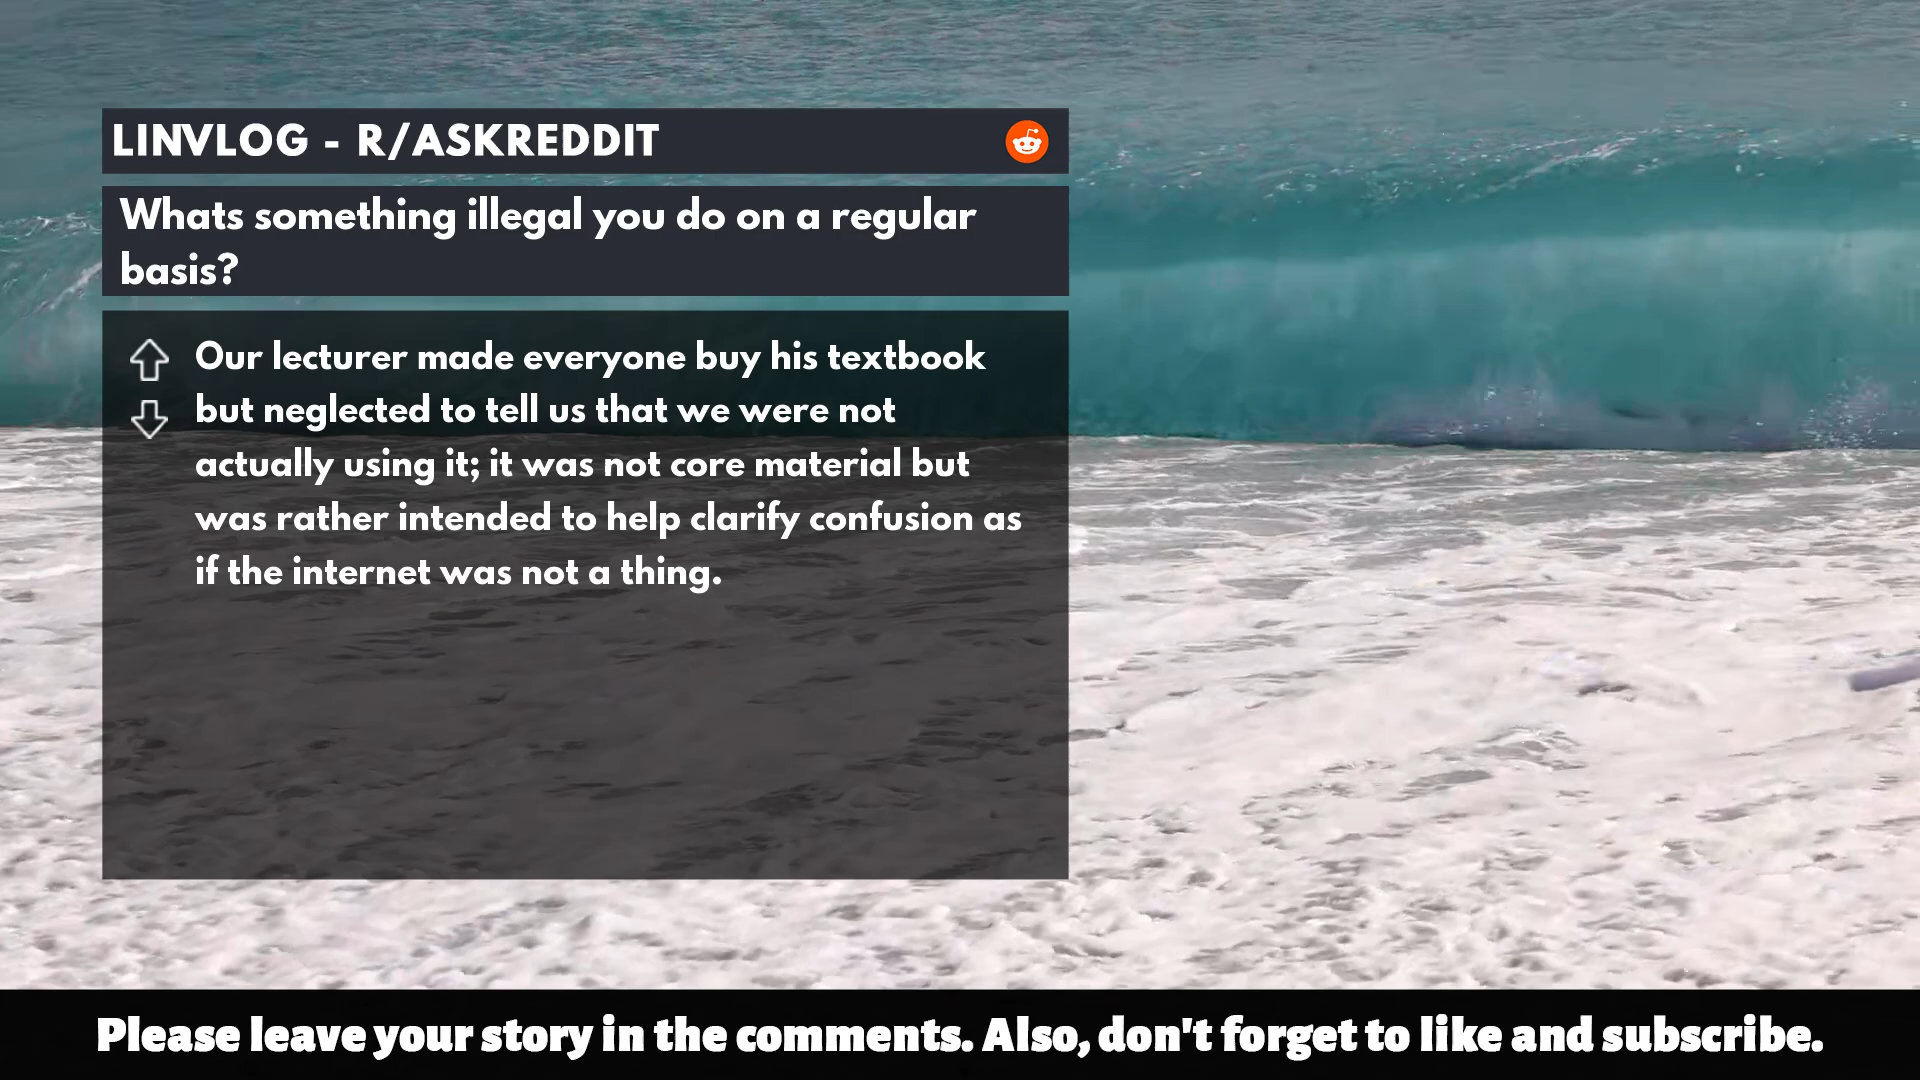 LINVLOG - R/ASKREDDIT
Whats something illegal you do on a regular
basis?
Our lecturer made everyone buy his textbook
but neglected to tell us that we were not
actually using it; it was not core material but
was rather intended to help clarify confusion as
if the internet was not a thing.
Please leave your story in the comments. Also, don't forget to like and subscribe.